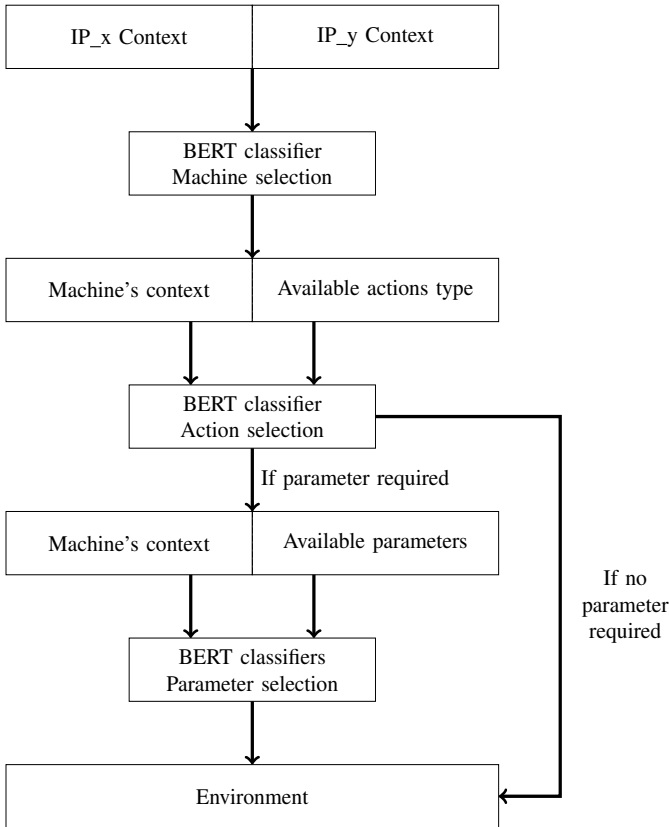 IP_x Context
IP_y Context
BERT classifier
Machine selection
Machine's context
Available actions type
BERT classifier
Action selection
If parameter required
Machine's context
Available parameters
If no
parameter
required
BERT classifiers
Parameter selection
Environment